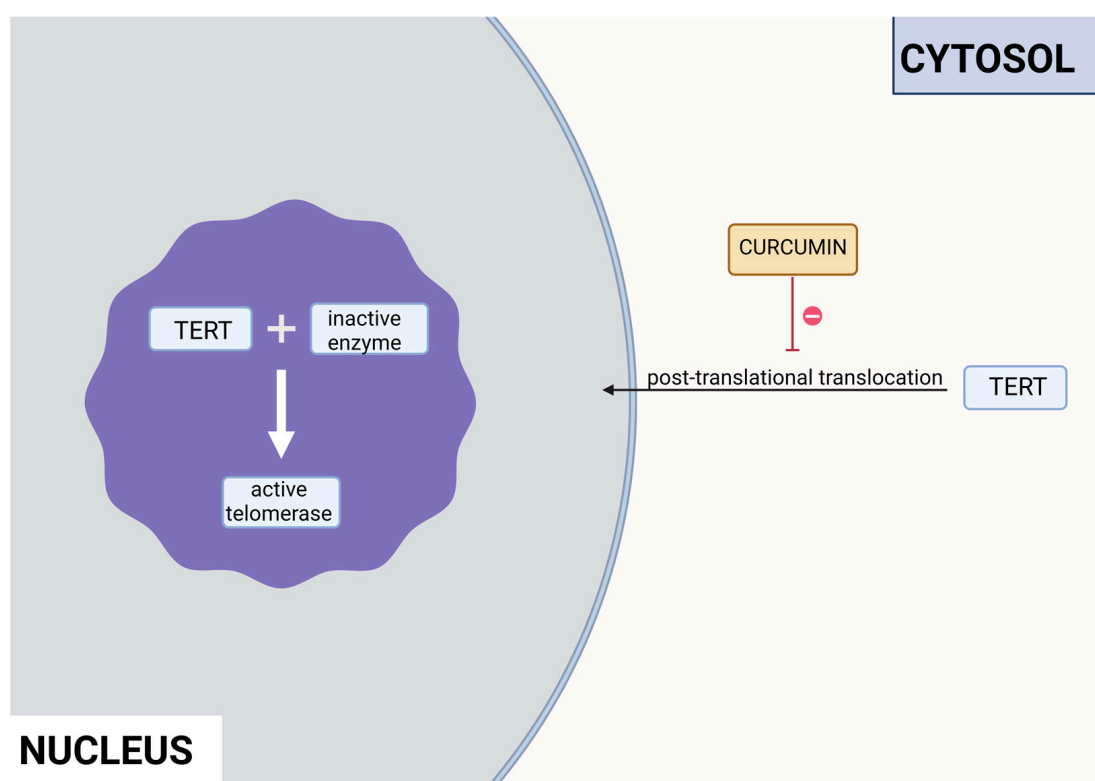 CYTOSOL
CURCUMIN
TERT
inactive
enzyme
post-translational translocation
TERT
active
telomerase
NUCLEUS